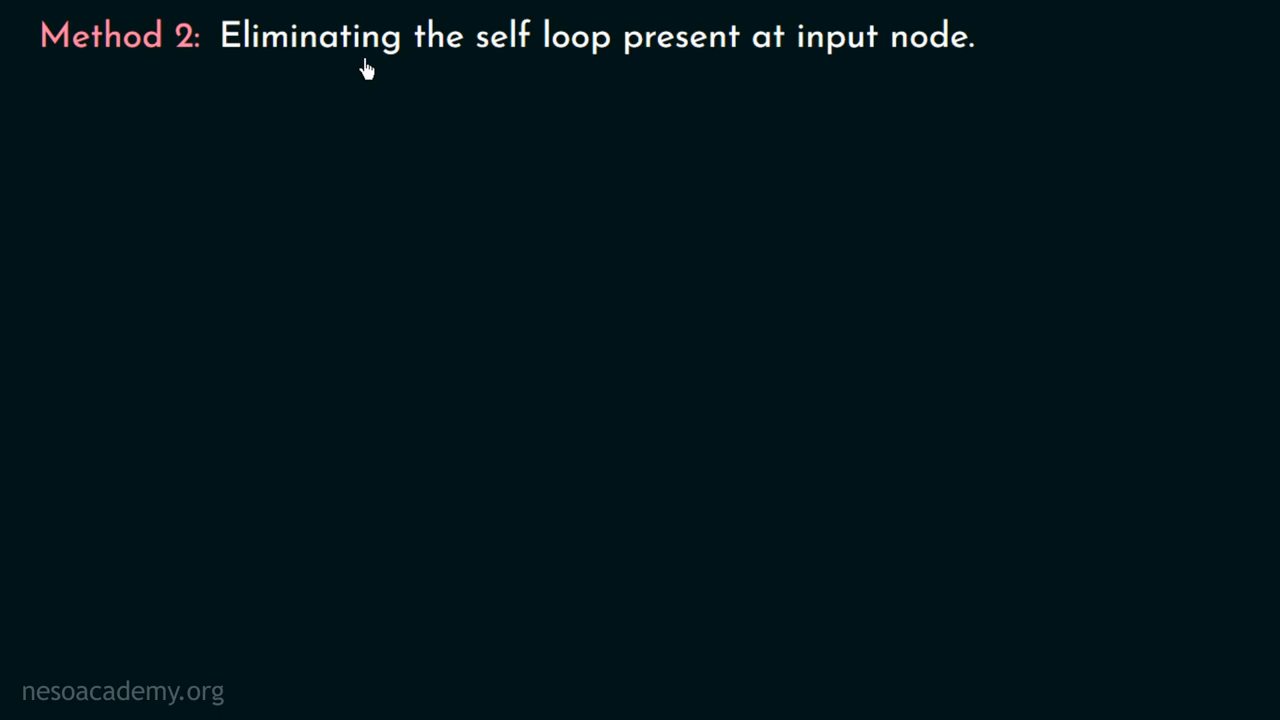 Method 2: Eliminating the self loop present at input node.
nesoacademy.org